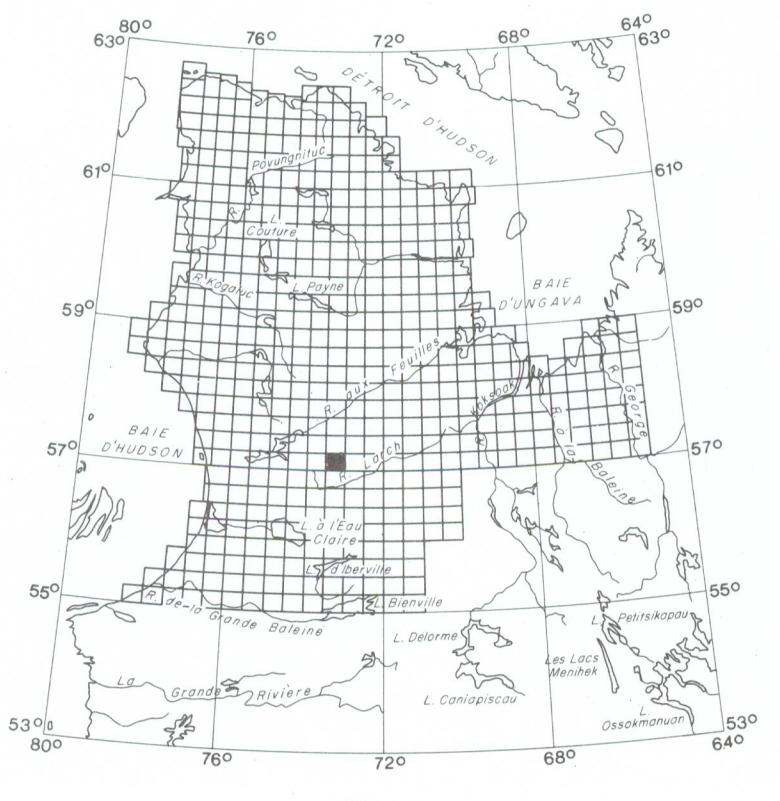 80° 76° 72° 68° 64°
63° 63°
DÉTROIT D'HUDSON
Povungnituc
61° 61°
R.
L.
Couture
R. Kogaluc
L. Payne
BAIE
D'UNGAVA
59° 59°
R. aux Feuilles
Koksoak
R. George
R. à la Baleine
BAIE
D'HUDSON
57° 57°
R. Larch
L. à l'Eau
Claire
L. d'Iberville
55° 55°
R. de-la Grande Baleine
L. Bienville
L. Petitsikapau
L. Delorme
Les Lacs
Menihek
La Grande Rivière
L. Caniapiscau
L.
Ossokmanuan
53° 53°
80° 76° 72° 68° 64°